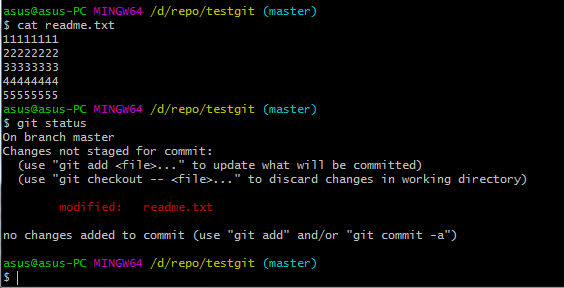 asus@asus-PC MINGW64 /d/repo/testgit (master)
$ cat readme.txt
11111111
22222222
33333333
44444444
55555555
asus@asus-PC MINGW64 /d/repo/testgit (master)
$ git status
On branch master
Changes not staged for commit:
  (use "git add <file>..." to update what will be committed)
  (use "git checkout -- <file>..." to discard changes in working directory)
        modified:   readme.txt
no changes added to commit (use "git add" and/or "git commit -a")
asus@asus-PC MINGW64 /d/repo/testgit (master)
$